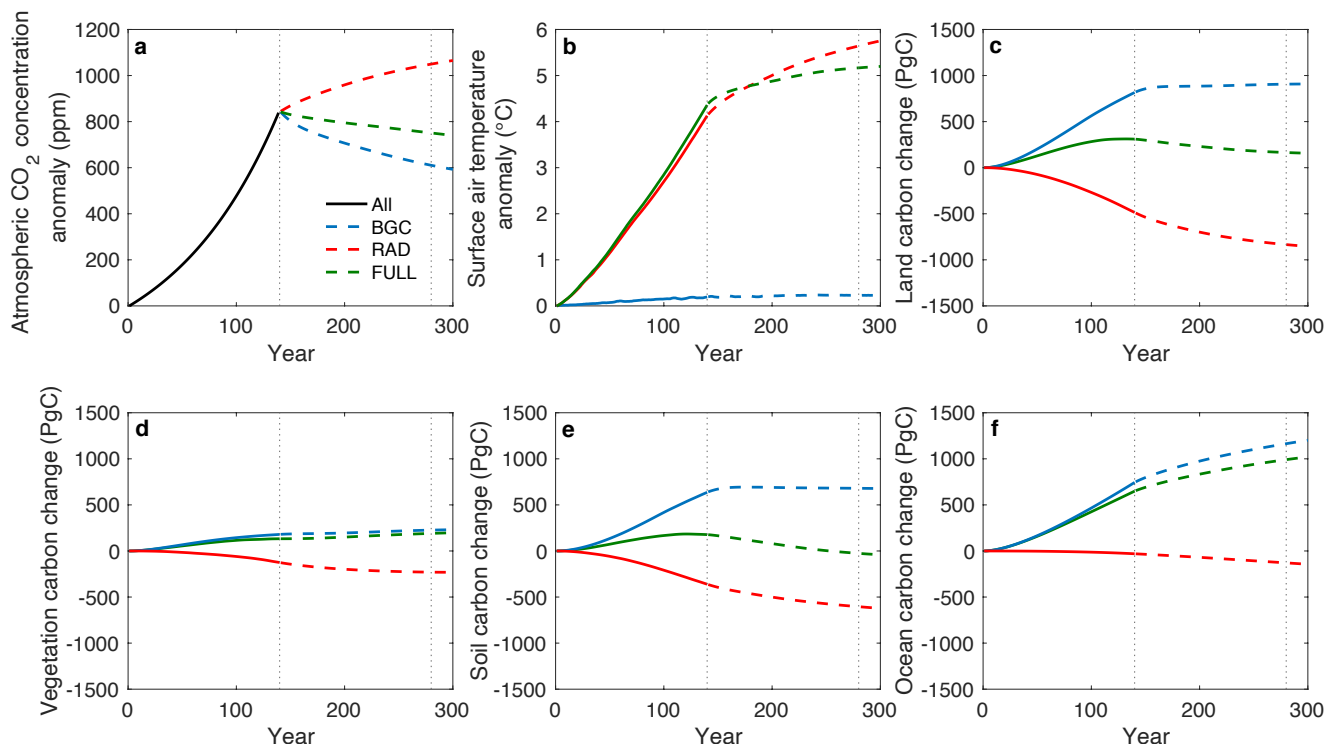 a
Atmospheric CO2 concentration
anomaly (ppm)
1200
1000
800
600
400
200
0
0 100 200 300
Year
All
BGC
RAD
FULL
b
Surface air temperature
anomaly (°C)
6
5
4
3
2
1
0
0 100 200 300
Year
c
Land carbon change (PgC)
1500
1000
500
0
-500
-1000
-1500
0 100 200 300
Year
d
Vegetation carbon change (PgC)
1500
1000
500
0
-500
-1000
-1500
0 100 200 300
Year
e
Soil carbon change (PgC)
1500
1000
500
0
-500
-1000
-1500
0 100 200 300
Year
f
Ocean carbon change (PgC)
1500
1000
500
0
-500
-1000
-1500
0 100 200 300
Year